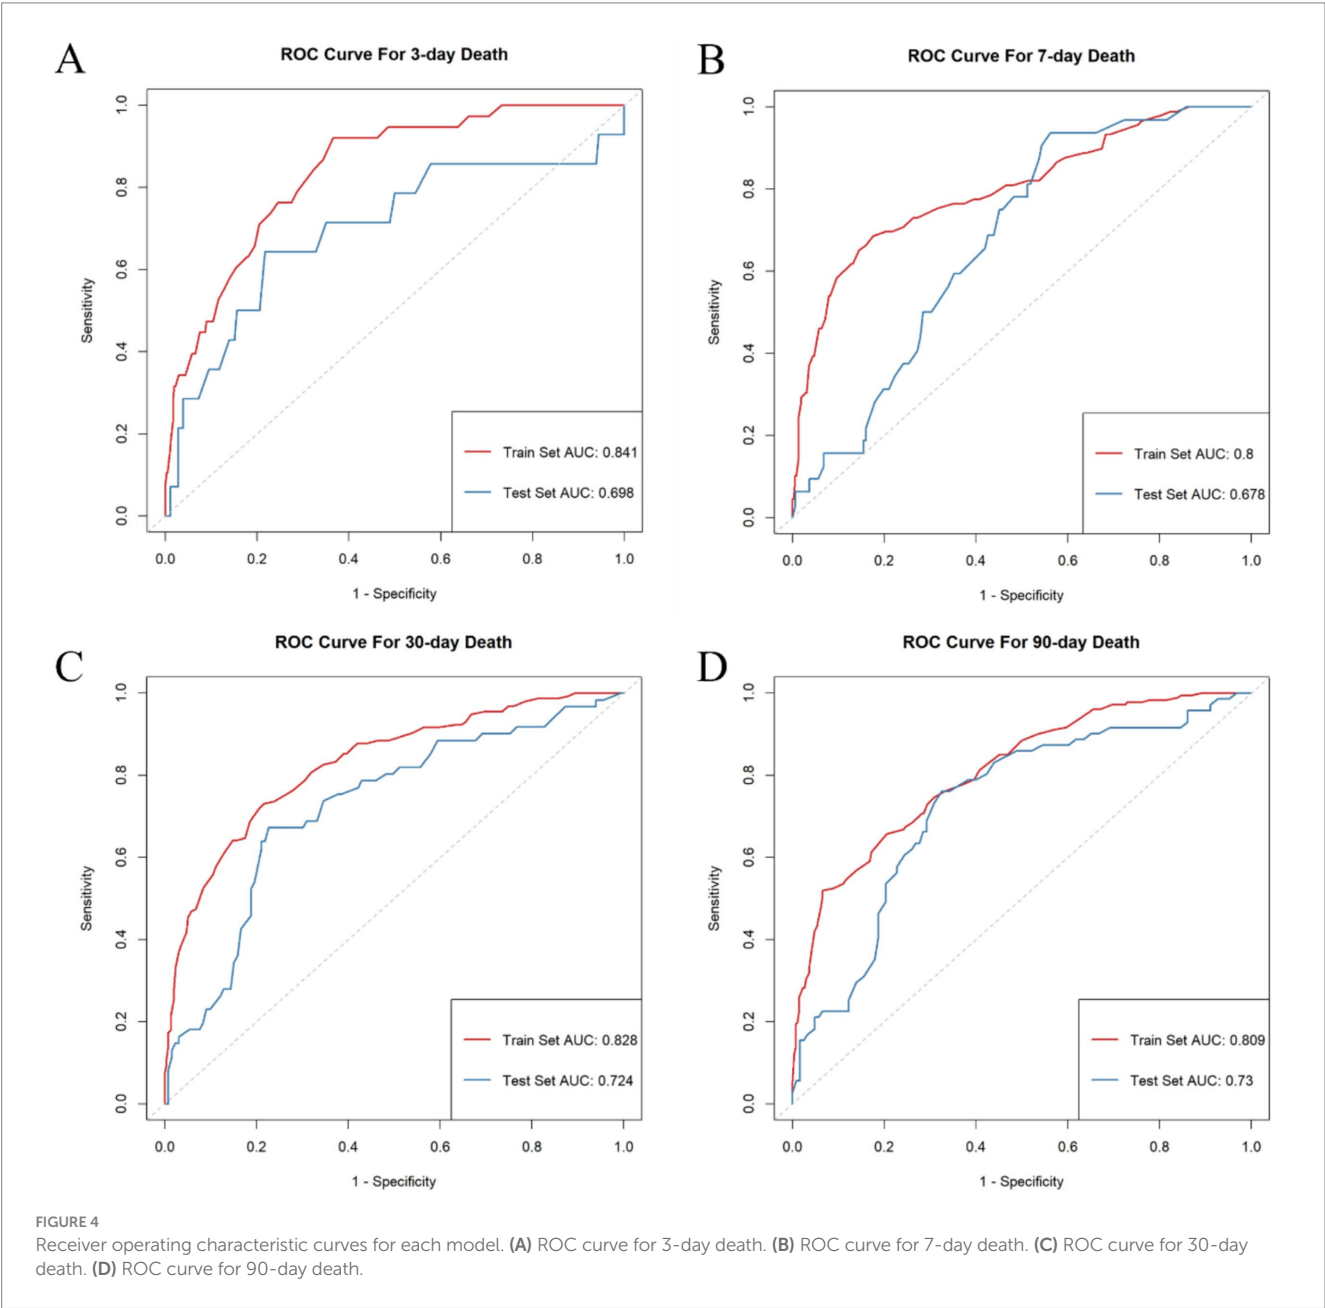 A
ROC Curve For 3-day Death
Sensitivity
0.0 0.2 0.4 0.6 0.8 1.0
Train Set AUC: 0.841
Test Set AUC: 0.698
0.0 0.2 0.4 0.6 0.8 1.0
1 - Specificity
B
ROC Curve For 7-day Death
Sensitivity
0.0 0.2 0.4 0.6 0.8 1.0
Train Set AUC: 0.8
Test Set AUC: 0.678
0.0 0.2 0.4 0.6 0.8 1.0
1 - Specificity
C
ROC Curve For 30-day Death
Sensitivity
0.0 0.2 0.4 0.6 0.8 1.0
Train Set AUC: 0.828
Test Set AUC: 0.724
0.0 0.2 0.4 0.6 0.8 1.0
1 - Specificity
D
ROC Curve For 90-day Death
Sensitivity
0.0 0.2 0.4 0.6 0.8 1.0
Train Set AUC: 0.809
Test Set AUC: 0.73
0.0 0.2 0.4 0.6 0.8 1.0
1 - Specificity
FIGURE 4
Receiver operating characteristic curves for each model. (A) ROC curve for 3-day death. (B) ROC curve for 7-day death. (C) ROC curve for 30-day
death. (D) ROC curve for 90-day death.